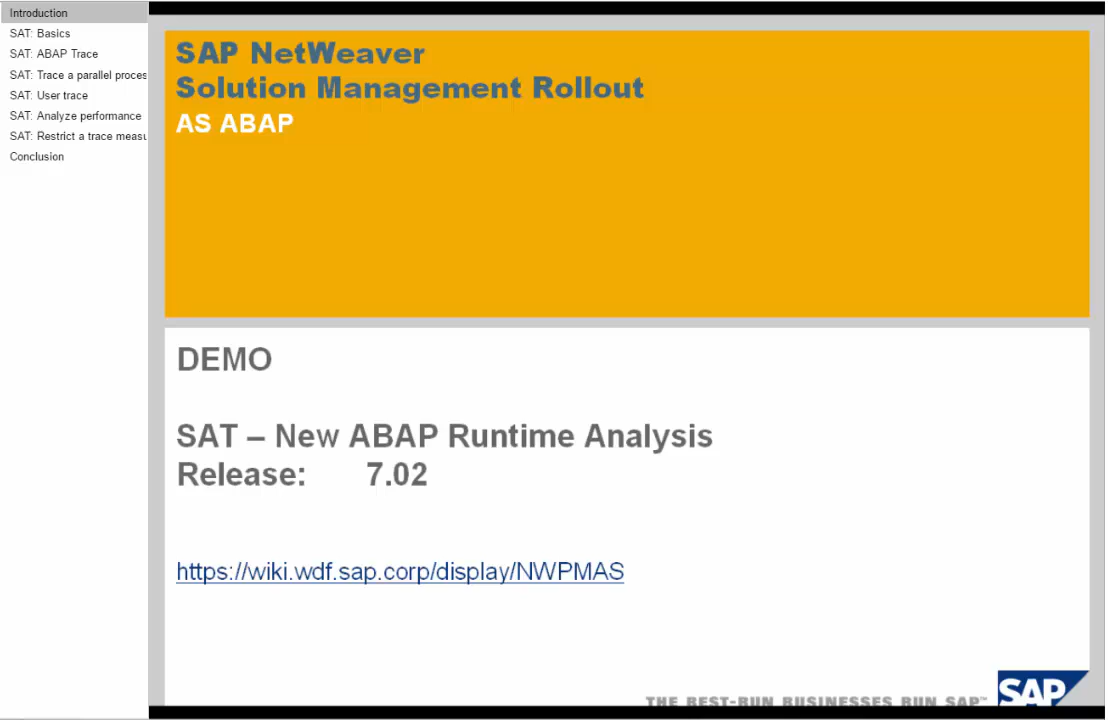 Introduction
SAT: Basics
SAT: ABAP Trace
SAT: Trace a parallel proces
SAT: User trace
SAT: Analyze performance
SAT: Restrict a trace measu
Conclusion
SAP NetWeaver
Solution Management Rollout
AS ABAP
DEMO
SAT – New ABAP Runtime Analysis
Release: 7.02
https://wiki.wdf.sap.corp/display/NWPMAS
THE BEST-RUN BUSINESSES RUN SAP™
SAP